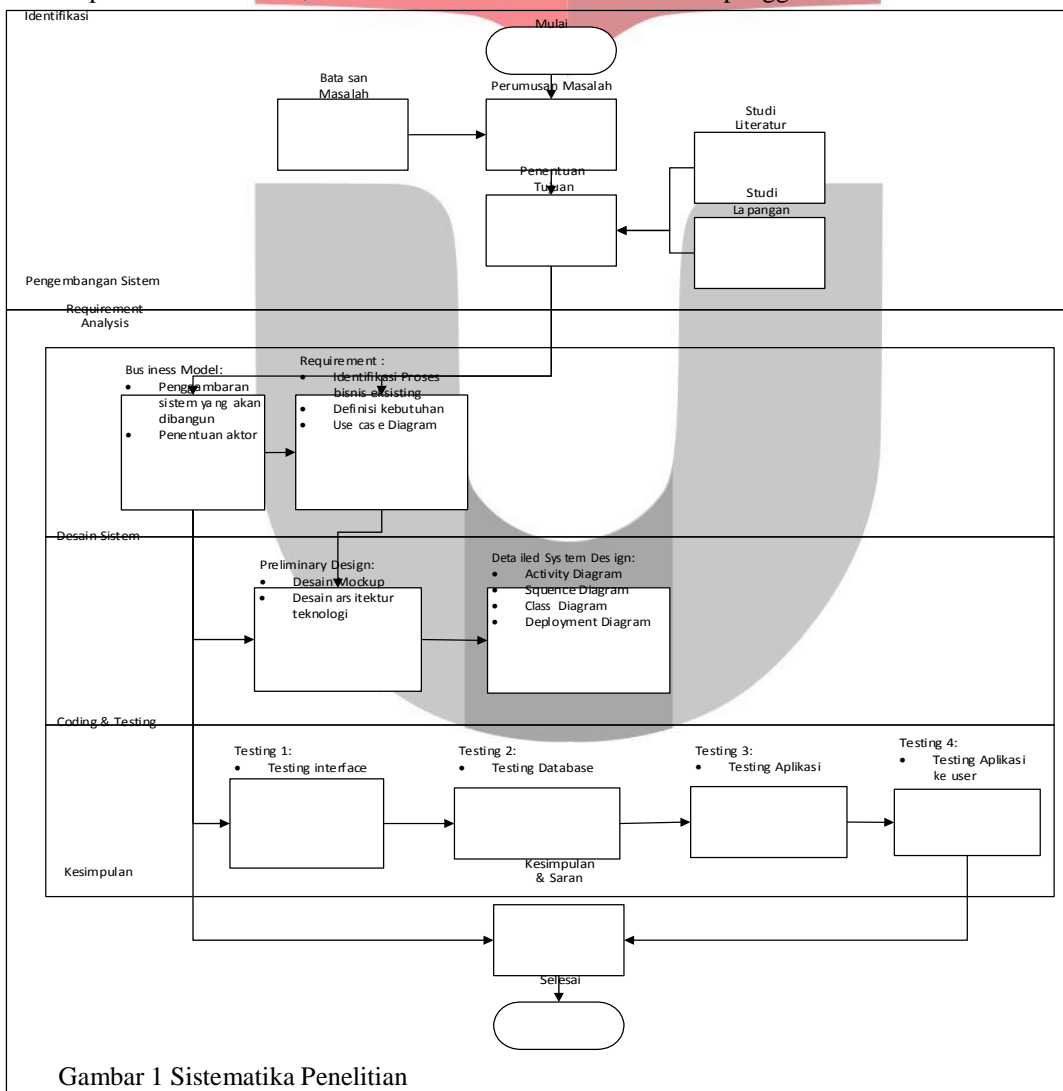 Identifikasi
Mulai
Batasan
Masalah
Perumusan Masalah
Studi
Literatur
Penentuan
Tujuan
Studi
Lapangan
Pengembangan Sistem
Requirement
Analysis
Business Model:
• Penggambaran
sistem yang akan
dibangun
• Penentuan aktor
Requirement :
• Identifikasi Proses
bisnis eksisting
• Definisi kebutuhan
• Use case Diagram
Desain Sistem
Preliminary Design:
• Desain Mockup
• Desain arsitektur
teknologi
Detailed System Design:
• Activity Diagram
• Squence Diagram
• Class Diagram
• Deployment Diagram
Coding & Testing
Testing 1:
• Testing interface
Testing 2:
• Testing Database
Testing 3:
• Testing Aplikasi
Testing 4:
• Testing Aplikasi
ke user
Kesimpulan
Kesimpulan
& Saran
Selesai
Gambar 1 Sistematika Penelitian